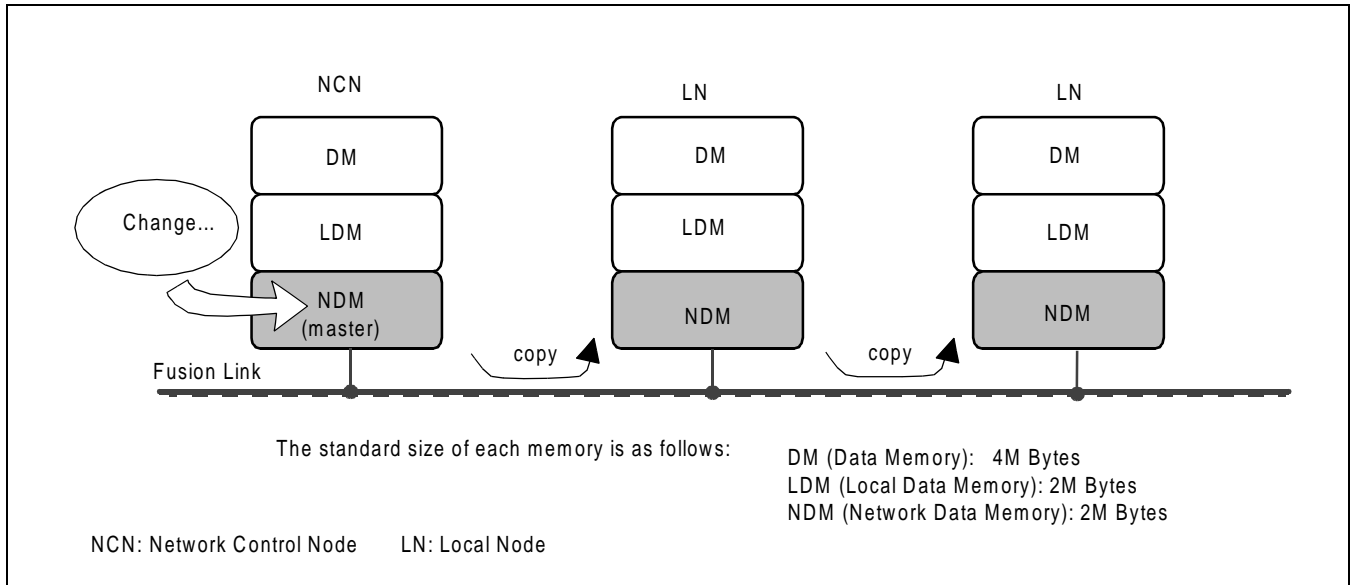 NCN
LN
LN
DM
DM
DM
Change...
LDM
LDM
LDM
NDM
(master)
NDM
NDM
copy
copy
Fusion Link
The standard size of each memory is as follows:
DM (Data Memory): 4M Bytes
LDM (Local Data Memory): 2M Bytes
NDM (Network Data Memory): 2M Bytes
NCN: Network Control Node LN: Local Node